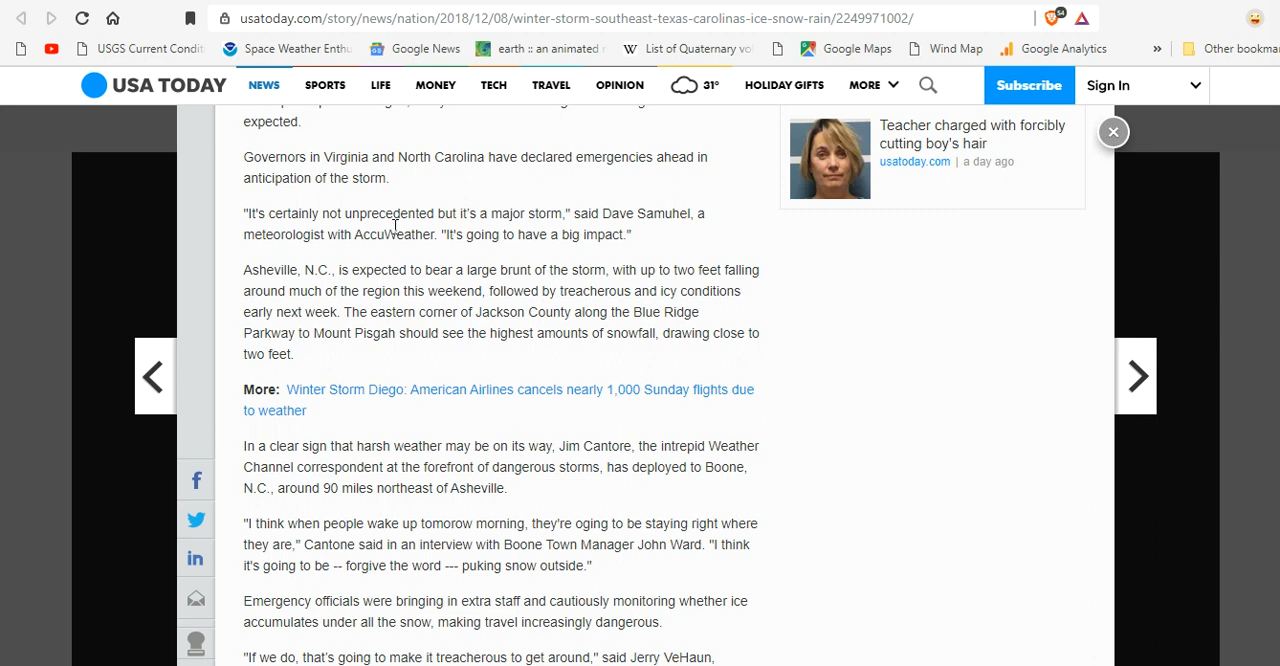 usatoday.com/story/news/nation/2018/12/08/winter-storm-southeast-texas-carolinas-ice-snow-rain/2249971002/
54
USGS Current Condit
Space Weather Enthu
Google News
earth :: an animated
List of Quaternary vo
Google Maps
Wind Map
Google Analytics
»
Other bookma
USA TODAY
NEWS
SPORTS
LIFE
MONEY
TECH
TRAVEL
OPINION
31°
HOLIDAY GIFTS
MORE
Subscribe
Sign In
expected.
Governors in Virginia and North Carolina have declared emergencies ahead in
anticipation of the storm.
"It's certainly not unprecedented but it's a major storm," said Dave Samuhel, a
meteorologist with AccuWeather. "It's going to have a big impact."
Asheville, N.C., is expected to bear a large brunt of the storm, with up to two feet falling
around much of the region this weekend, followed by treacherous and icy conditions
early next week. The eastern corner of Jackson County along the Blue Ridge
Parkway to Mount Pisgah should see the highest amounts of snowfall, drawing close to
two feet.
More: Winter Storm Diego: American Airlines cancels nearly 1,000 Sunday flights due
to weather
In a clear sign that harsh weather may be on its way, Jim Cantore, the intrepid Weather
Channel correspondent at the forefront of dangerous storms, has deployed to Boone,
N.C., around 90 miles northeast of Asheville.
"I think when people wake up tomorow morning, they're oging to be staying right where
they are," Cantone said in an interview with Boone Town Manager John Ward. "I think
it's going to be -- forgive the word --- puking snow outside."
Emergency officials were bringing in extra staff and cautiously monitoring whether ice
accumulates under all the snow, making travel increasingly dangerous.
"If we do, that's going to make it treacherous to get around," said Jerry VeHaun,
Teacher charged with forcibly
cutting boy's hair
usatoday.com | a day ago